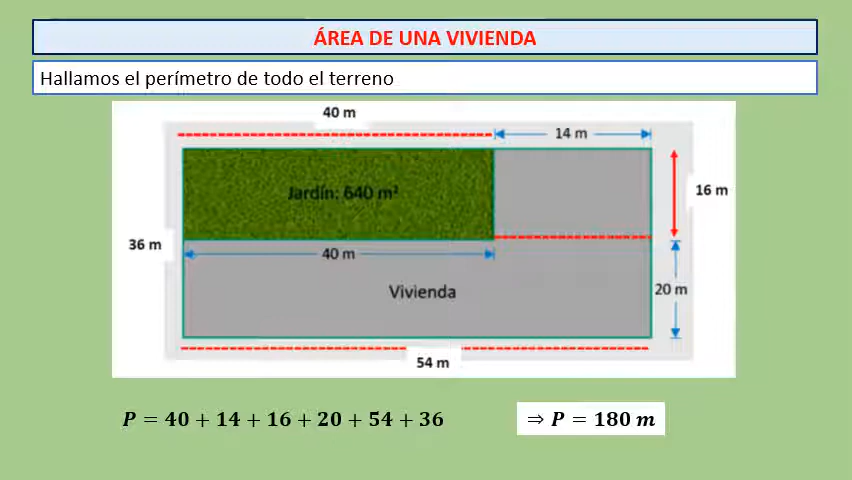 ÁREA DE UNA VIVIENDA
Hallamos el perímetro de todo el terreno
40 m
14 m
Jardín: 640 m²
16 m
36 m
40 m
Vivienda
20 m
54 m
P = 40 + 14 + 16 + 20 + 54 + 36
⇒ P = 180 m